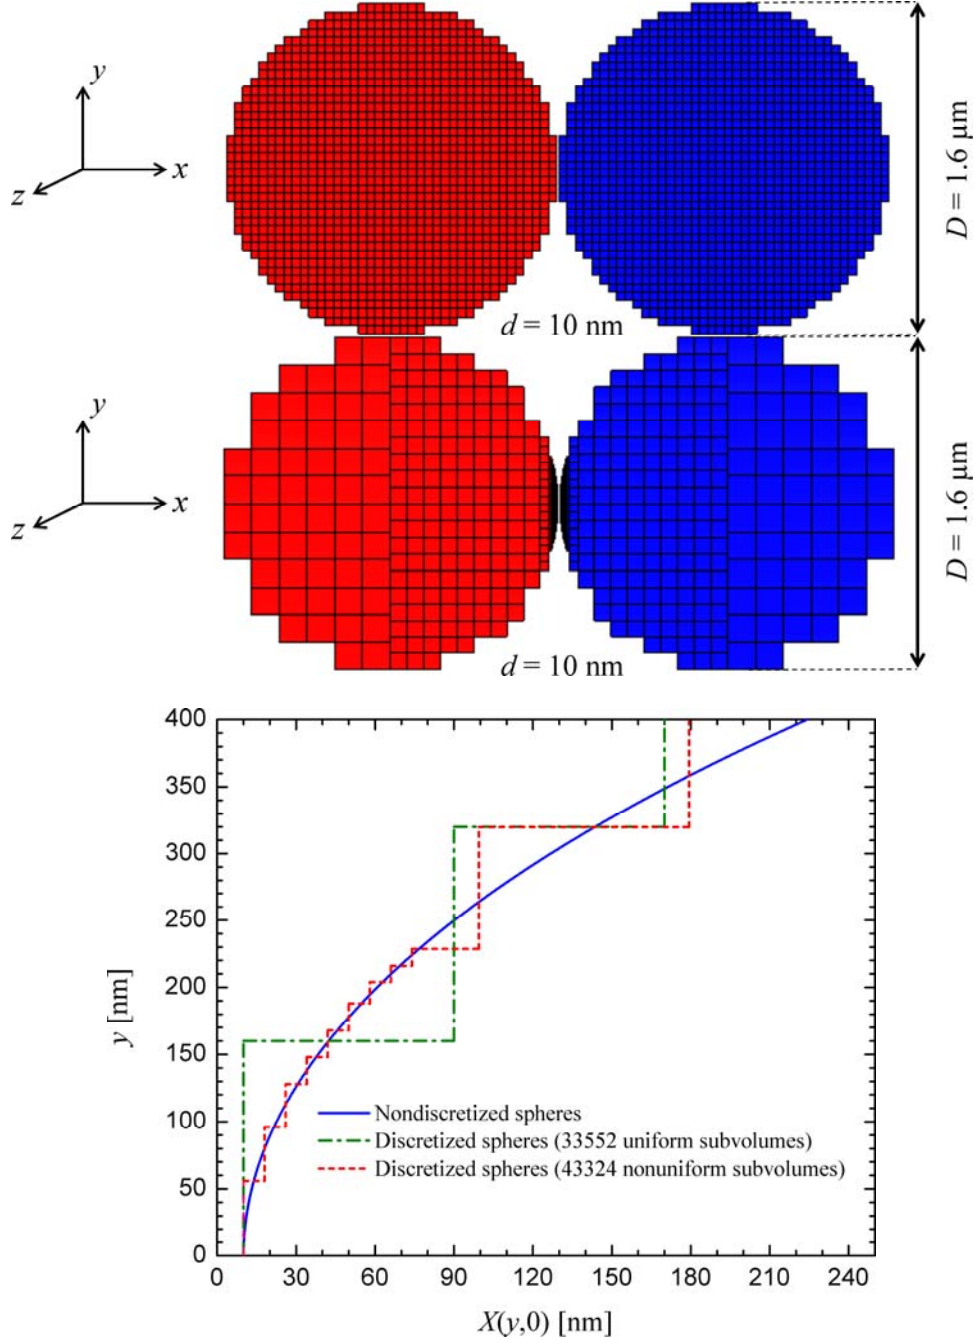 y
x
z
D = 1.6 μm
d = 10 nm
y
x
z
D = 1.6 μm
d = 10 nm
400
350
300
250
200
150
100
50
0
y [nm]
Nondiscretized spheres
Discretized spheres (33552 uniform subvolumes)
Discretized spheres (43324 nonuniform subvolumes)
0 30 60 90 120 150 180 210 240
X(y,0) [nm]